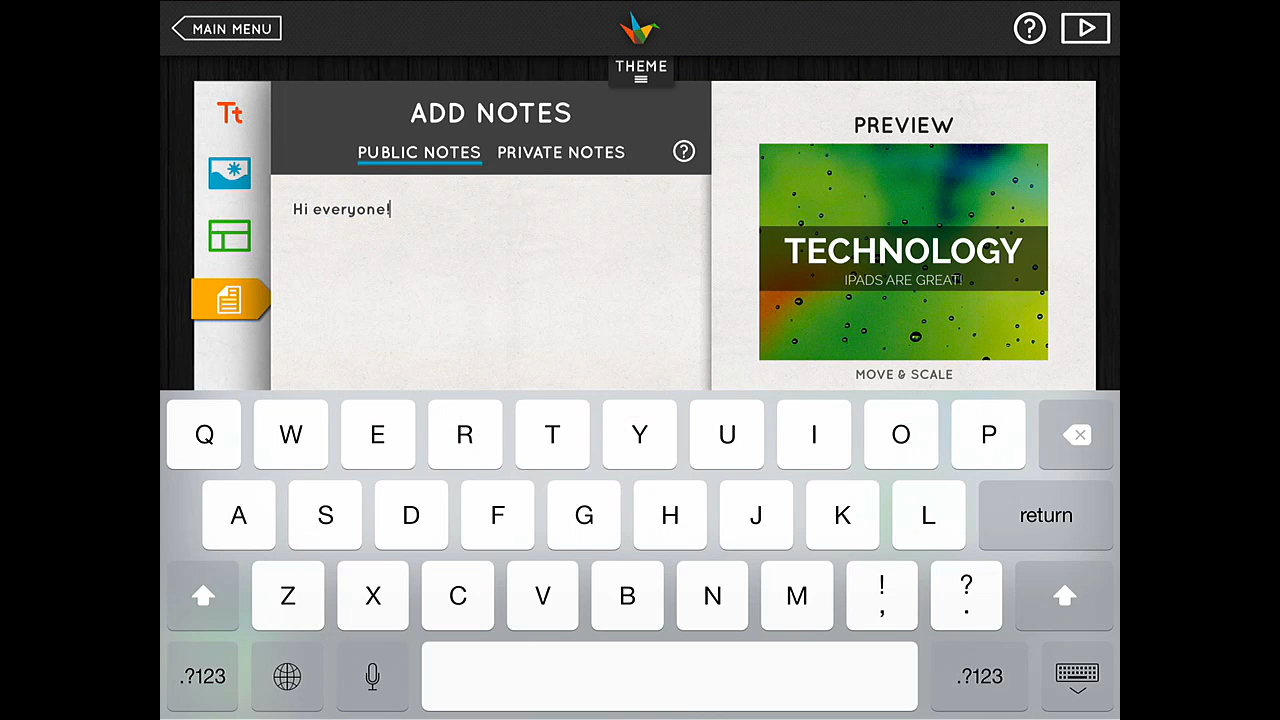 MAIN MENU
THEME
Tt
ADD NOTES
PUBLIC NOTES PRIVATE NOTES ?
Hi everyone!
PREVIEW
TECHNOLOGY
IPADS ARE GREAT!
MOVE & SCALE
?
Q W E R T Y U I O P
A S D F G H J K L return
Z X C V B N M ! , ? .
.?123 .?123